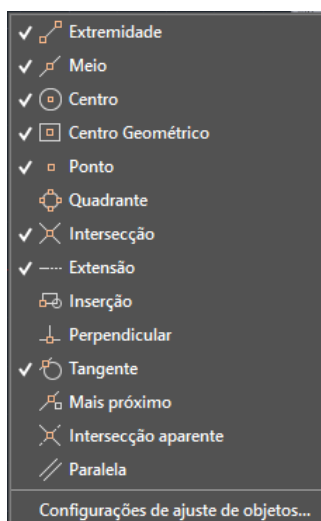 Extremidade
Meio
Centro
Centro Geométrico
Ponto
Quadrante
Intersecção
Extensão
Inserção
Perpendicular
Tangente
Mais próximo
Intersecção aparente
Paralela
Configurações de ajuste de objetos...